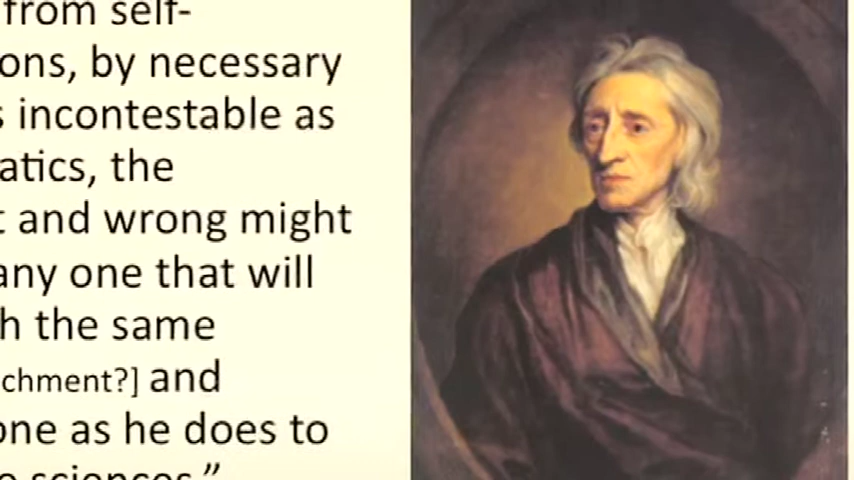 from self-
ons, by necessary
s incontestable as
atics, the
t and wrong might
any one that will
h the same
chment?] and
one as he does to
e sciences."